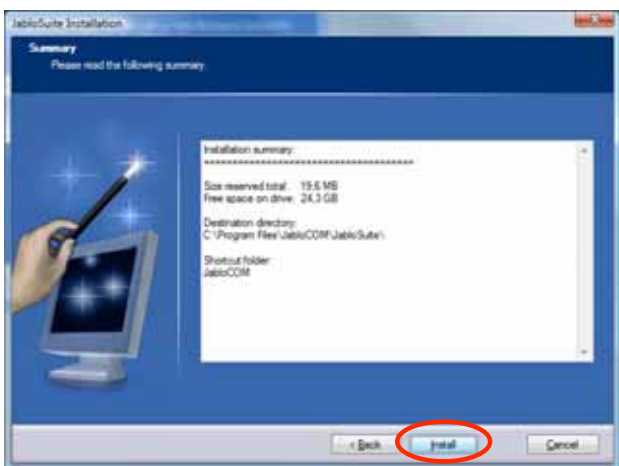 JabloSuite Installation
Summary
Please read the following summary.
Installation summary:
========================================
Size reserved total: 19,6 MB
Free space on drive: 24,3 GB
Destination directory:
C:\Program Files\JabloCOM\JabloSuite\
Shortcut folder:
JabloCOM
< Back
Install
Cancel